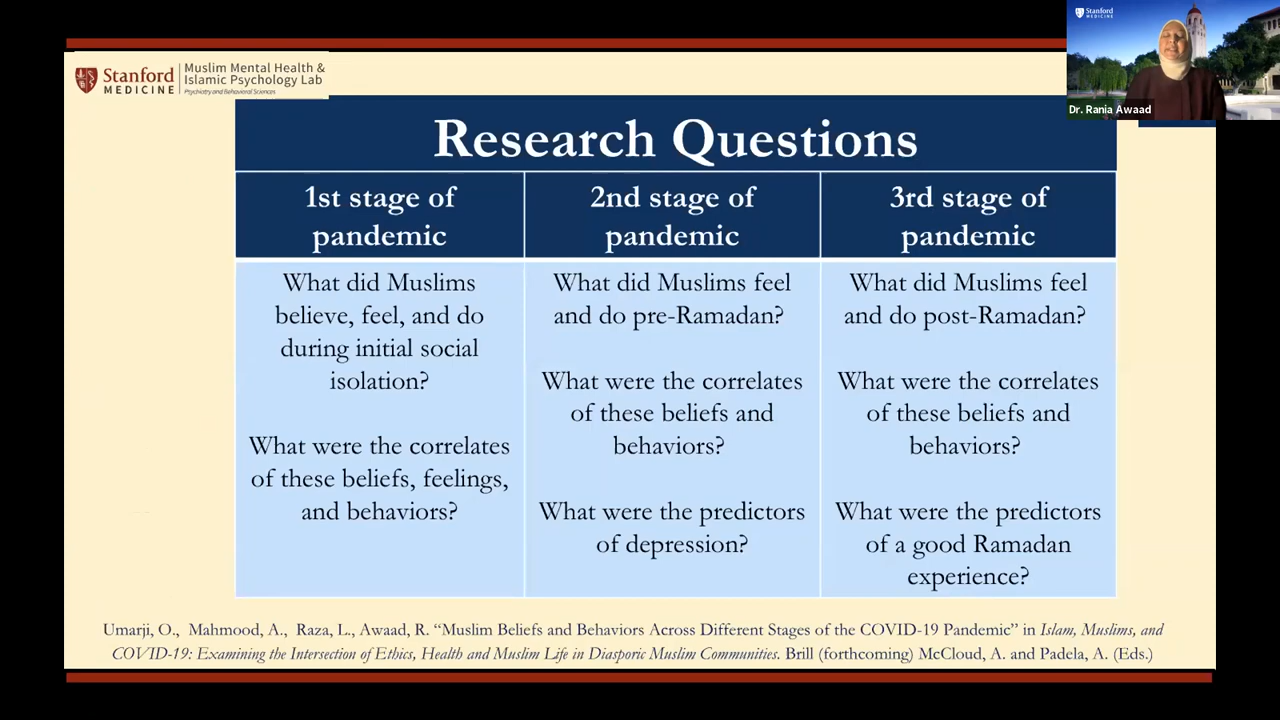 Stanford
MEDICINE
Muslim Mental Health &
Islamic Psychology Lab
Psychiatry and Behavioral Sciences
Stanford
MEDICINE
Dr. Rania Awaad
Research Questions
1st stage of
pandemic
2nd stage of
pandemic
3rd stage of
pandemic
What did Muslims
believe, feel, and do
during initial social
isolation?
What were the correlates
of these beliefs, feelings,
and behaviors?
What did Muslims feel
and do pre-Ramadan?
What were the correlates
of these beliefs and
behaviors?
What were the predictors
of depression?
What did Muslims feel
and do post-Ramadan?
What were the correlates
of these beliefs and
behaviors?
What were the predictors
of a good Ramadan
experience?
Umarji, O., Mahmood, A., Raza, L., Awaad, R. “Muslim Beliefs and Behaviors Across Different Stages of the COVID-19 Pandemic” in Islam, Muslims, and
COVID-19: Examining the Intersection of Ethics, Health and Muslim Life in Diasporic Muslim Communities. Brill (forthcoming) McCloud, A. and Padela, A. (Eds.)